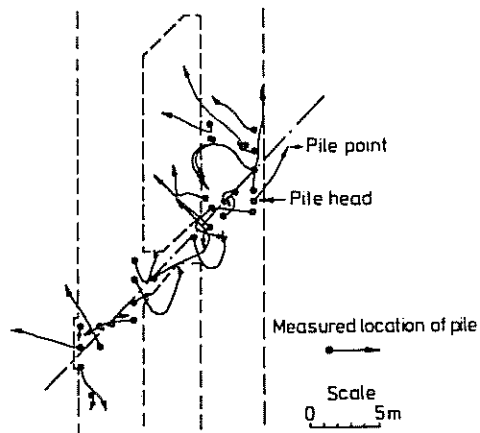 Pile point
Pile head
Measured location of pile
Scale
0 5m